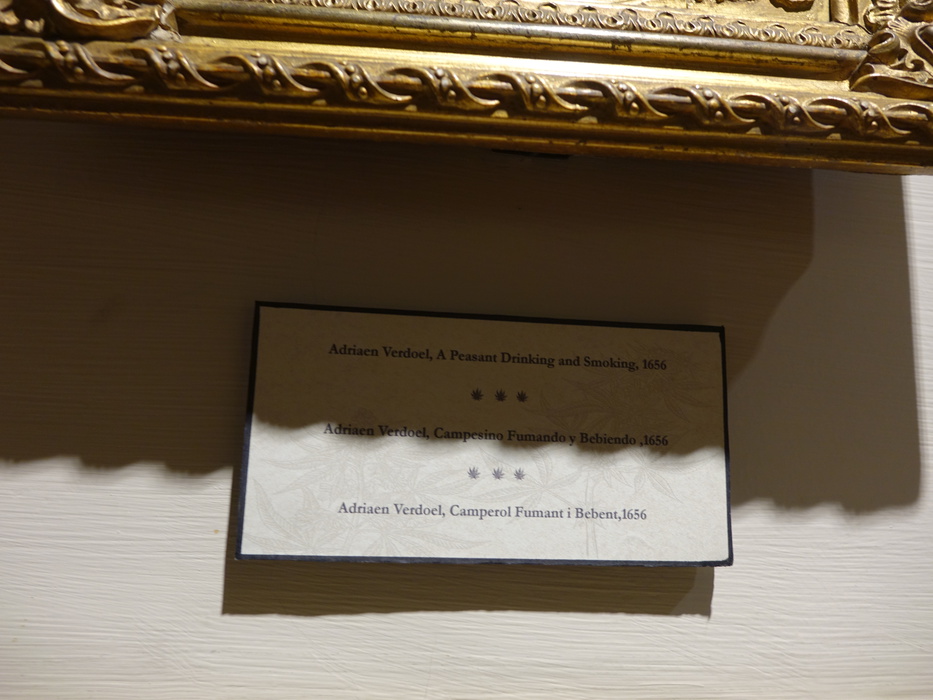 Adriaen Verdoel, A Peasant Drinking and Smoking, 1656
Adriaen Verdoel, Campesino Fumando y Bebiendo ,1656
Adriaen Verdoel, Camperol Fumant i Bebent,1656